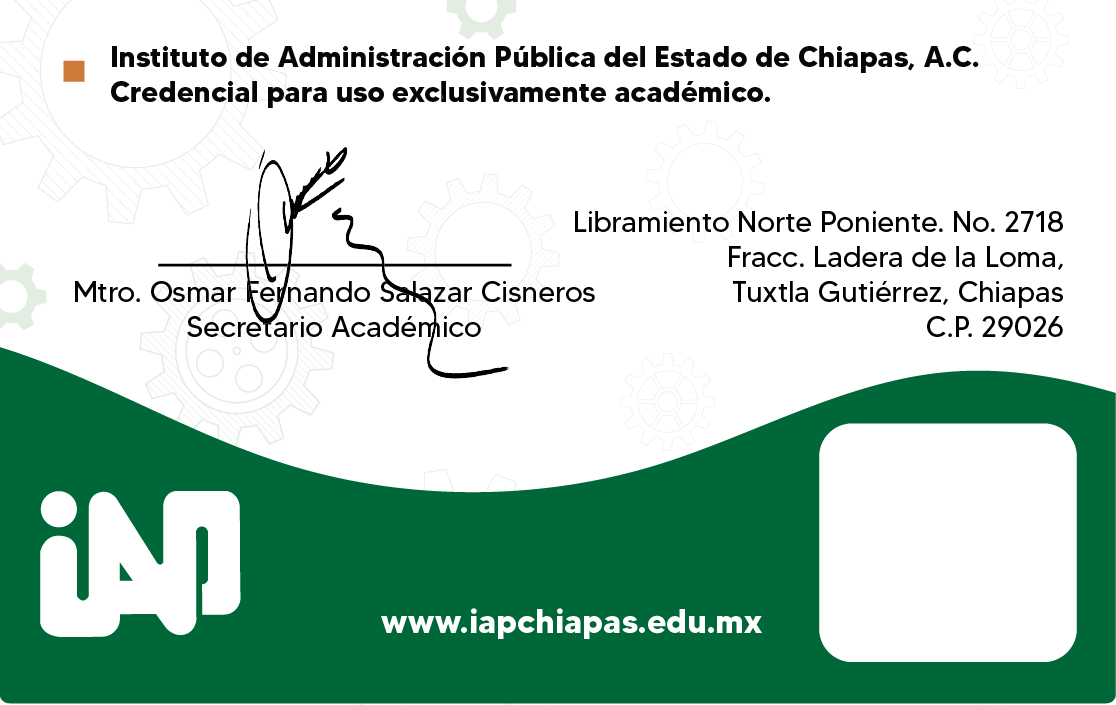 Instituto de Administración Pública del Estado de Chiapas, A.C.
Credencial para uso exclusivamente académico.
Mtro. Osmar Fernando Salazar Cisneros
Secretario Académico
Libramiento Norte Poniente. No. 2718
Fracc. Ladera de la Loma,
Tuxtla Gutiérrez, Chiapas
C.P. 29026
iAP
www.iapchiapas.edu.mx